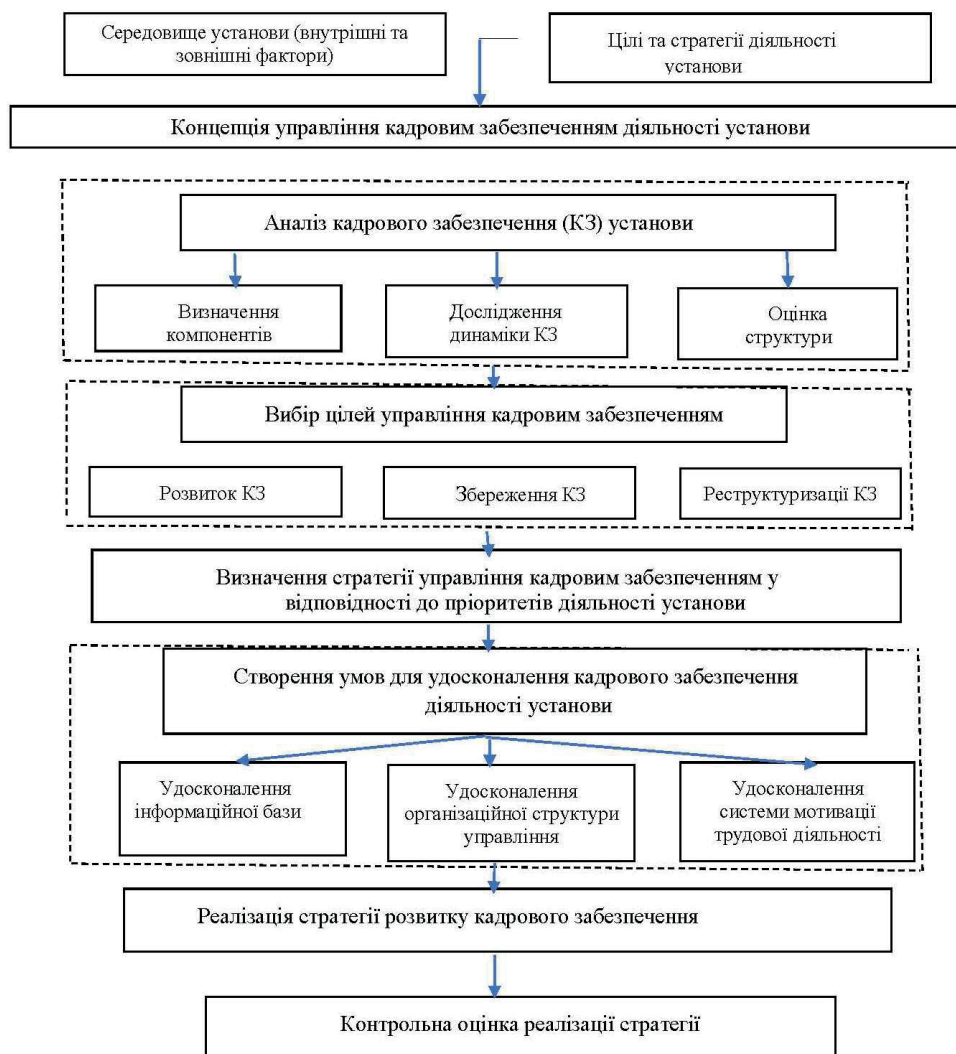 Середовище установи (внутрішні та
зовнішні фактори)
Цілі та стратегії діяльності
установи
Концепція управління кадровим забезпеченням діяльності установи
Аналіз кадрового забезпечення (КЗ) установи
Визначення
компонентів
Дослідження
динаміки КЗ
Оцінка
структури
Вибір цілей управління кадровим забезпеченням
Розвиток КЗ
Збереження КЗ
Реструктуризації КЗ
Визначення стратегії управління кадровим забезпеченням у
відповідності до пріоритетів діяльності установи
Створення умов для удосконалення кадрового забезпечення
діяльності установи
Удосконалення
інформаційної бази
Удосконалення
організаційної структури
управління
Удосконалення
системи мотивації
трудової діяльності
Реалізація стратегії розвитку кадрового забезпечення
Контрольна оцінка реалізації стратегії